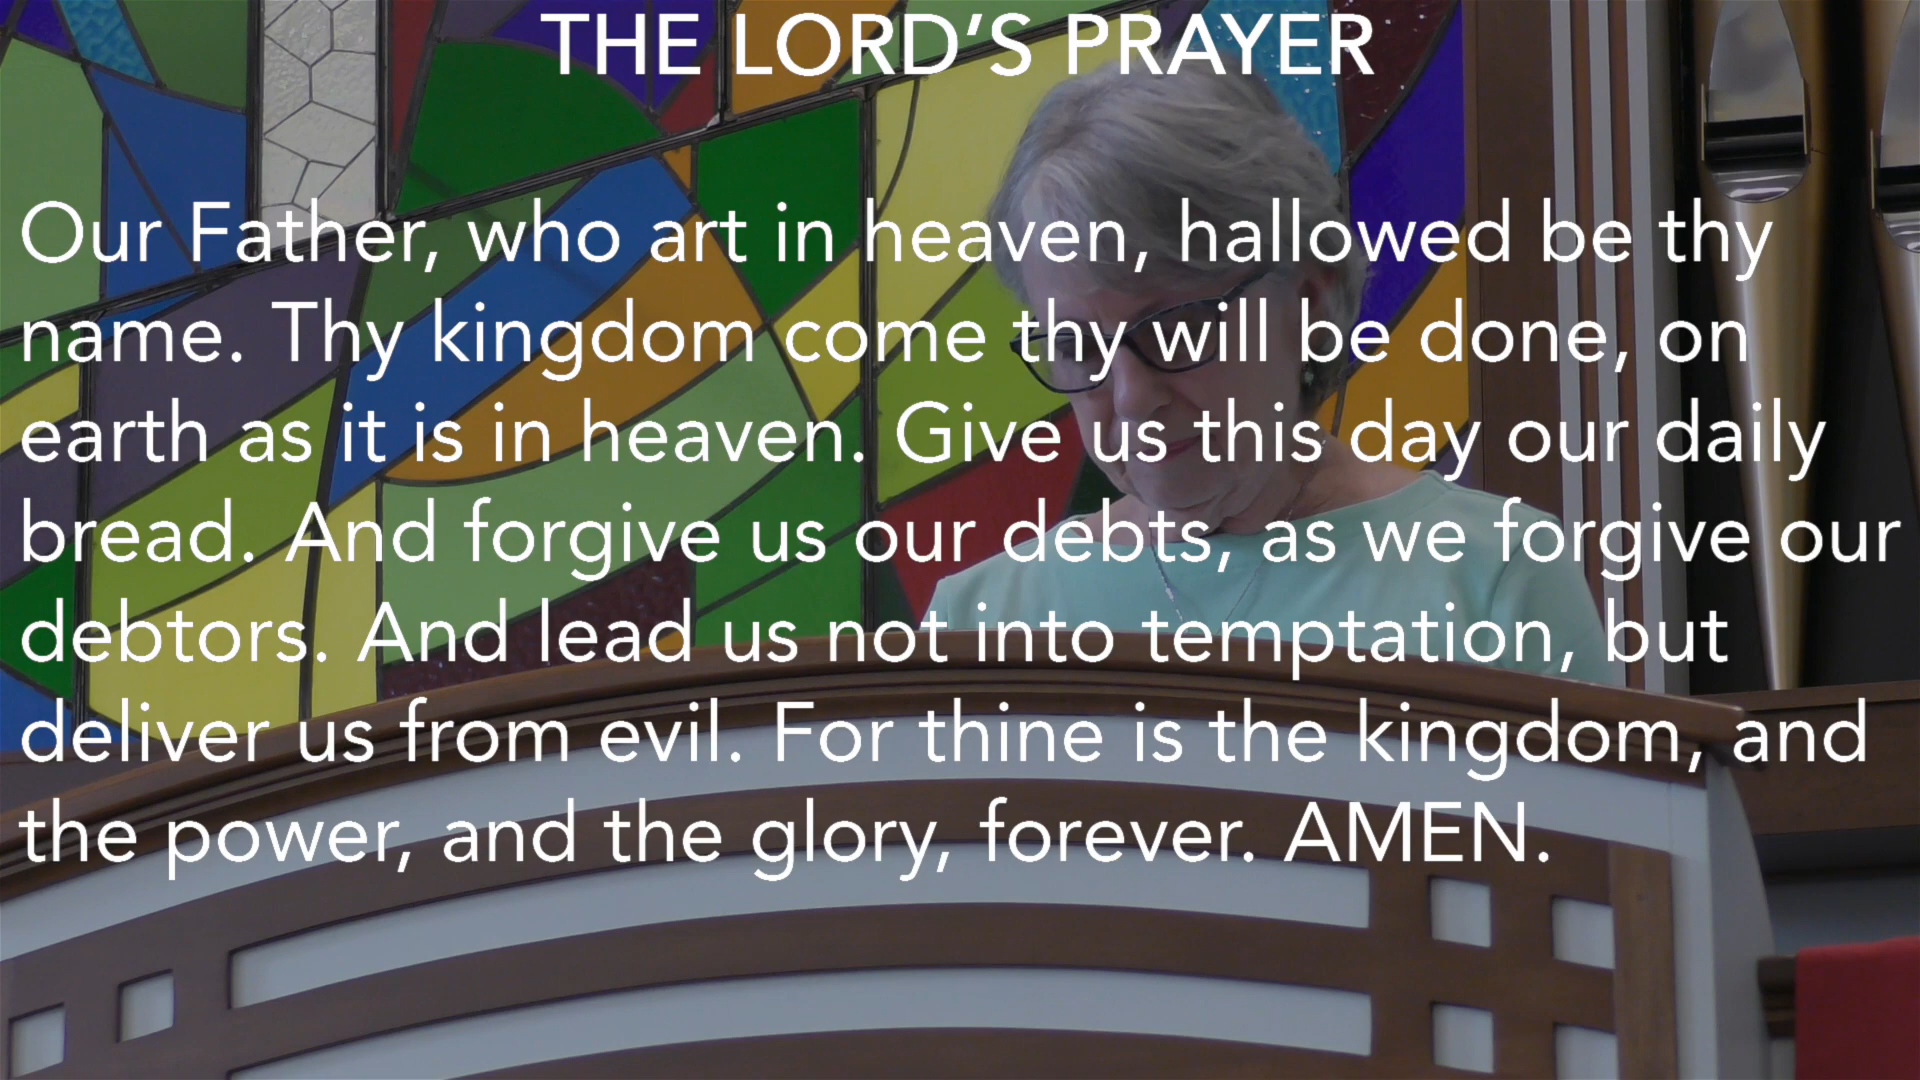 THE LORD'S PRAYER
Our Father, who art in heaven, hallowed be thy
name. Thy kingdom come thy will be done, on
earth as it is in heaven. Give us this day our daily
bread. And forgive us our debts, as we forgive our
debtors. And lead us not into temptation, but
deliver us from evil. For thine is the kingdom, and
the power, and the glory, forever. AMEN.